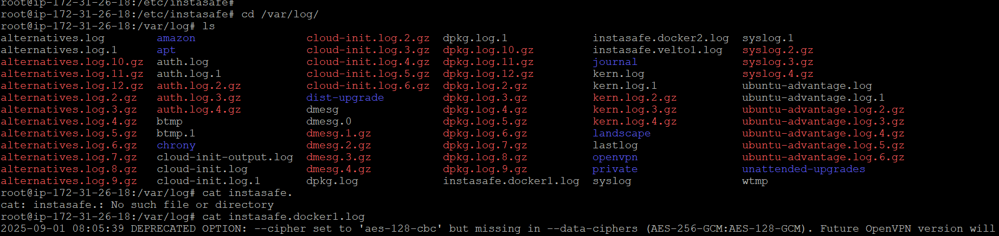 root@ip-172-31-26-18:/etc/instasafe#
root@ip-172-31-26-18:/etc/instasafe# cd /var/log/
root@ip-172-31-26-18:/var/log# ls
alternatives.log amazon cloud-init.log.2.gz dpkg.log.1 instasafe.docker2.log syslog.1
alternatives.log.1 apt cloud-init.log.3.gz dpkg.log.10.gz instasafe.velto1.log syslog.2.gz
alternatives.log.10.gz auth.log cloud-init.log.4.gz dpkg.log.11.gz journal syslog.3.gz
alternatives.log.11.gz auth.log.1 cloud-init.log.5.gz dpkg.log.12.gz kern.log syslog.4.gz
alternatives.log.12.gz auth.log.2.gz cloud-init.log.6.gz dpkg.log.2.gz kern.log.1 ubuntu-advantage.log
alternatives.log.2.gz auth.log.3.gz dist-upgrade dpkg.log.3.gz kern.log.2.gz ubuntu-advantage.log.1
alternatives.log.3.gz auth.log.4.gz dmesg dpkg.log.4.gz kern.log.3.gz ubuntu-advantage.log.2.gz
alternatives.log.4.gz btmp dmesg.0 dpkg.log.5.gz kern.log.4.gz ubuntu-advantage.log.3.gz
alternatives.log.5.gz btmp.1 dmesg.1.gz dpkg.log.6.gz landscape ubuntu-advantage.log.4.gz
alternatives.log.6.gz chrony dmesg.2.gz dpkg.log.7.gz lastlog ubuntu-advantage.log.5.gz
alternatives.log.7.gz cloud-init-output.log dmesg.3.gz dpkg.log.8.gz openvpn ubuntu-advantage.log.6.gz
alternatives.log.8.gz cloud-init.log dmesg.4.gz dpkg.log.9.gz private unattended-upgrades
alternatives.log.9.gz cloud-init.log.1 dpkg.log instasafe.docker1.log syslog wtmp
root@ip-172-31-26-18:/var/log# cat instasafe.
cat: instasafe.: No such file or directory
root@ip-172-31-26-18:/var/log# cat instasafe.docker1.log
2025-09-01 08:05:39 DEPRECATED OPTION: --cipher set to 'aes-128-cbc' but missing in --data-ciphers (AES-256-GCM:AES-128-GCM). Future OpenVPN version will